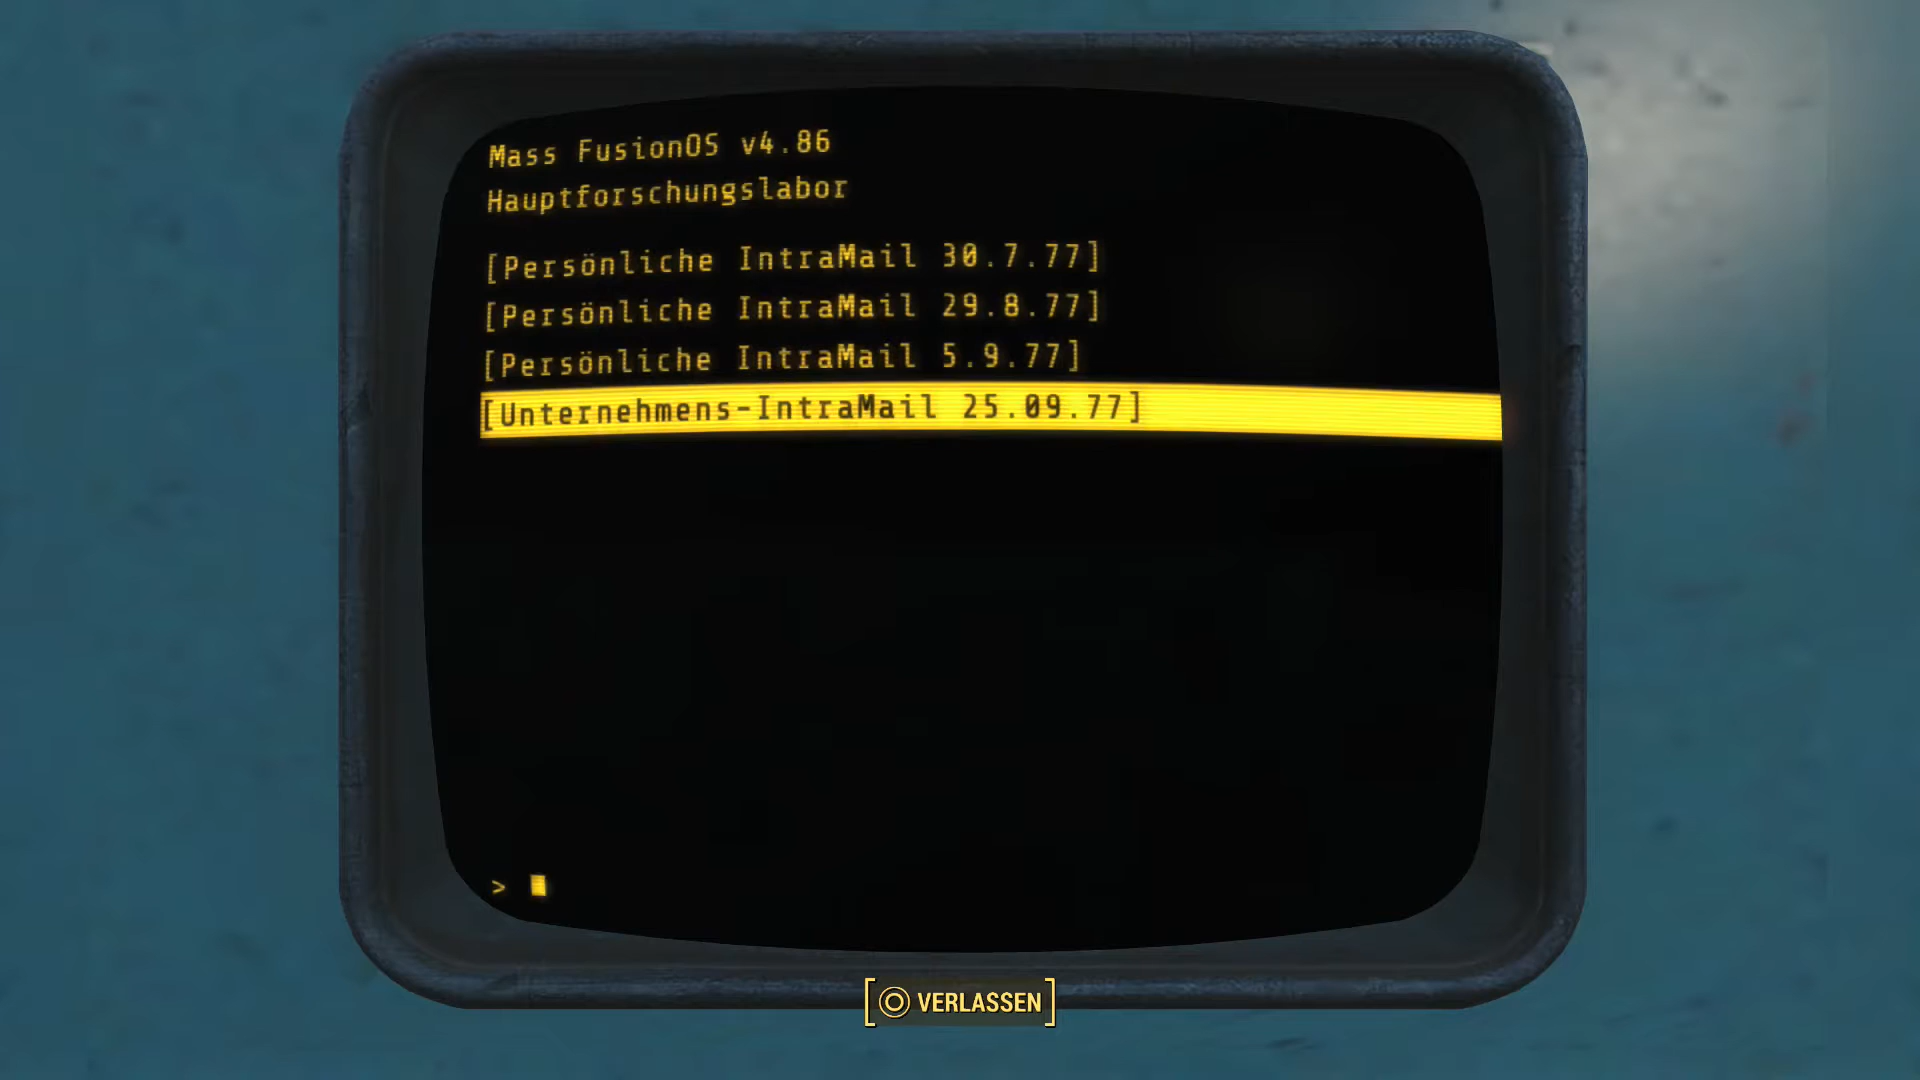 Mass FusionOS v4.86
Hauptforschungslabor
[Persönliche IntraMail 30.7.77]
[Persönliche IntraMail 29.8.77]
[Persönliche IntraMail 5.9.77]
[Unternehmens-IntraMail 25.09.77]
>
[VERLASSEN]